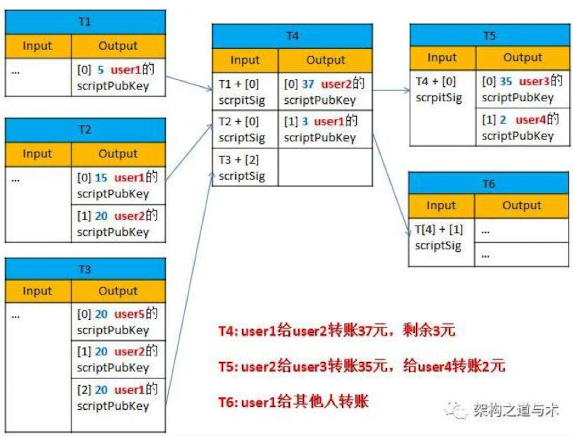 T1
Input Output
... [0] 5 user1的
scriptPubKey
T2
Input Output
... [0] 15 user1的
scriptPubKey
[1] 20 user2的
scriptPubKey
T3
Input Output
... [0] 20 user5的
scriptPubKey
[1] 20 user2的
scriptPubKey
[2] 20 user1的
scriptPubKey
T4
Input Output
T1 + [0]
scrpitSig
[0] 37 user2的
scriptPubKey
T2 + [0]
scriptSig
[1] 3 user1的
scriptPubKey
T3 + [2]
scriptSig
T5
Input Output
T4 + [0]
scrpitSig
[0] 35 user3的
scriptPubKey
[1] 2 user4的
scriptPubKey
T6
Input Output
T[4] + [1]
scriptSig
...
...
T4: user1给user2转账37元，剩余3元
T5: user2给user3转账35元，给user4转账2元
T6: user1给其他人转账
架构之道与术